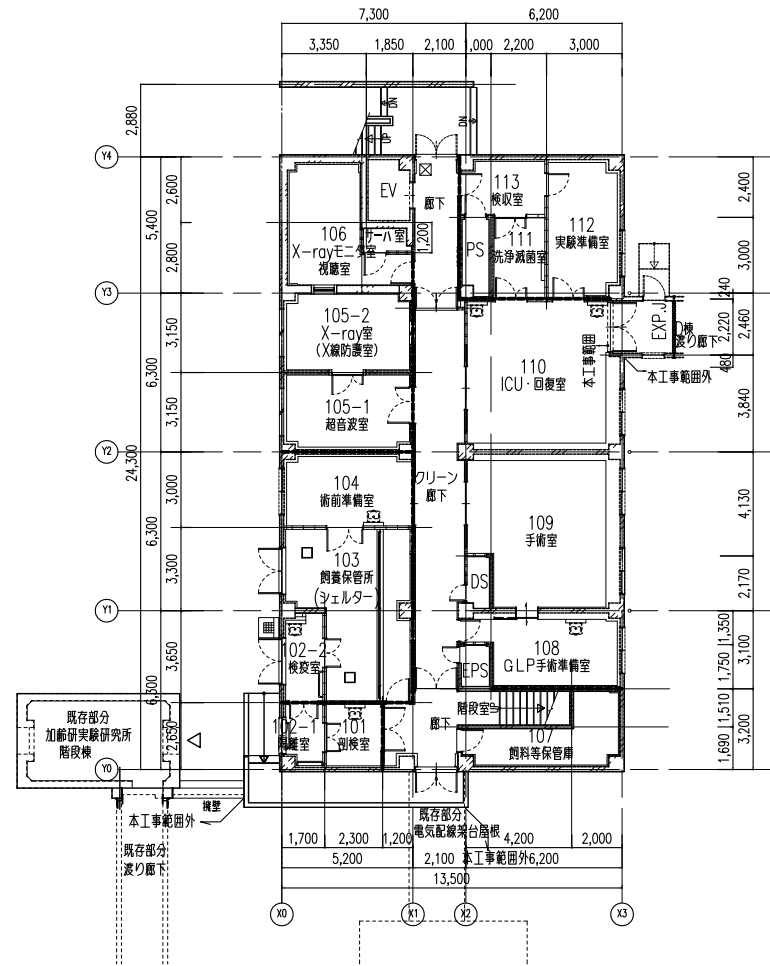 7,300
6,200
3,350
1,850
2,100
1,000
2,200
3,000
2,880
DN
DN
UP
Y4
EV
廊下
113
検収室
112
実験準備室
2,600
5,400
2,400
106
X-rayモニタ室
視聴室
サーバ室
1,200
PS
111
洗浄滅菌室
2,800
3,000
Y3
240
105-2
X-ray室
(X線防護室)
3,150
EXP.J
D棟
渡り廊下
2,220
2,460
110
ICU・回復室
本工事範囲
480
本工事範囲外
6,300
105-1
超音波室
3,150
3,840
Y2
24,300
クリーン
廊下
104
術前準備室
3,000
109
手術室
4,130
6,300
103
飼養保管所
(シェルター)
3,300
DS
2,170
Y1
108
GLP手術準備室
1,350
3,100
102-2
検疫室
3,650
EPS
1,750
6,300
階段室
UP
1,510
既存部分
加齢研実験研究所
階段棟
102-1
隔離室
101
剖検室
廊下
107
飼料等保管庫
2,650
1,690
3,200
Y0
擁壁
本工事範囲外
既存部分
電気配線架台屋根
既存部分
渡り廊下
1,700
2,300
1,200
4,200
2,000
5,200
2,100
本工事範囲外
6,200
13,500
X0
X1
X2
X3